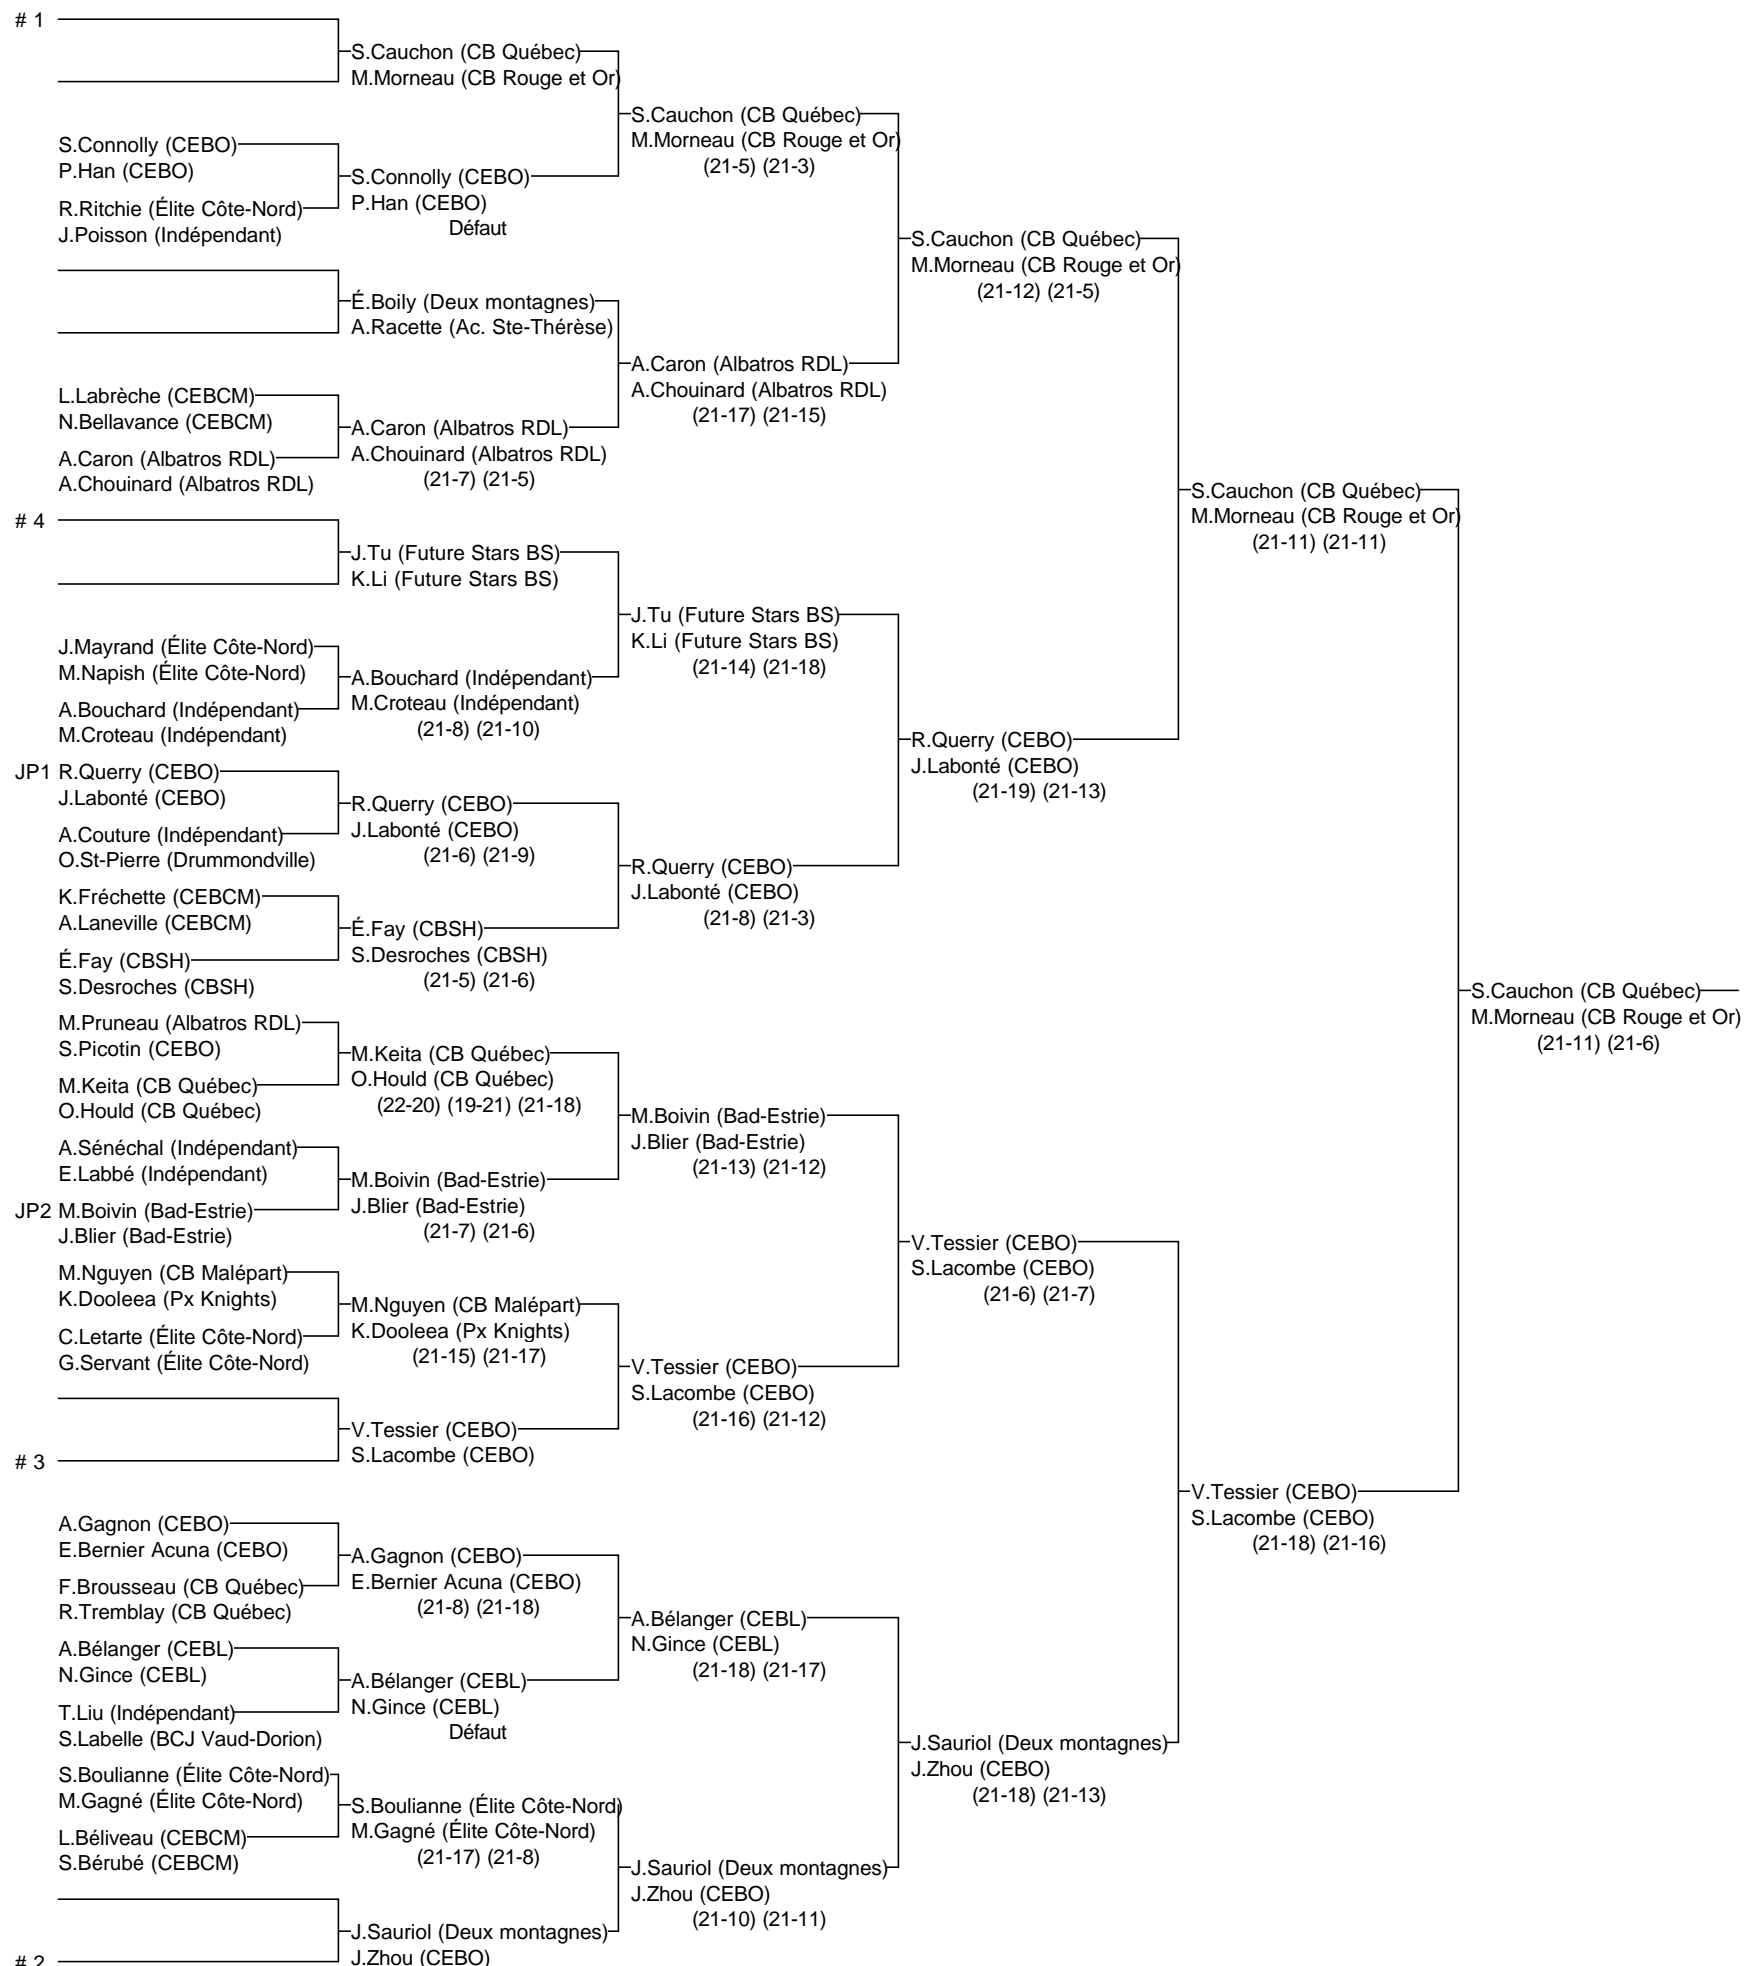 # 1
S.Cauchon (CB Québec)
M.Morneau (CB Rouge et Or)
S.Cauchon (CB Québec)
M.Morneau (CB Rouge et Or)
(21-5) (21-3)
S.Connolly (CEBO)
P.Han (CEBO)
S.Connolly (CEBO)
P.Han (CEBO)
Défaut
R.Ritchie (Élite Côte-Nord)
J.Poisson (Indépendant)
S.Cauchon (CB Québec)
M.Morneau (CB Rouge et Or)
(21-12) (21-5)
É.Boily (Deux montagnes)
A.Racette (Ac. Ste-Thérèse)
A.Caron (Albatros RDL)
A.Chouinard (Albatros RDL)
(21-17) (21-15)
L.Labrèche (CEBCM)
N.Bellavance (CEBCM)
A.Caron (Albatros RDL)
A.Chouinard (Albatros RDL)
(21-7) (21-5)
A.Caron (Albatros RDL)
A.Chouinard (Albatros RDL)
S.Cauchon (CB Québec)
M.Morneau (CB Rouge et Or)
(21-11) (21-11)
# 4
J.Tu (Future Stars BS)
K.Li (Future Stars BS)
J.Tu (Future Stars BS)
K.Li (Future Stars BS)
(21-14) (21-18)
J.Mayrand (Élite Côte-Nord)
M.Napish (Élite Côte-Nord)
A.Bouchard (Indépendant)
M.Croteau (Indépendant)
(21-8) (21-10)
A.Bouchard (Indépendant)
M.Croteau (Indépendant)
R.Querry (CEBO)
J.Labonté (CEBO)
(21-19) (21-13)
JP1 R.Querry (CEBO)
J.Labonté (CEBO)
R.Querry (CEBO)
J.Labonté (CEBO)
(21-6) (21-9)
A.Couture (Indépendant)
O.St-Pierre (Drummondville)
R.Querry (CEBO)
J.Labonté (CEBO)
(21-8) (21-3)
K.Fréchette (CEBCM)
A.Laneville (CEBCM)
É.Fay (CBSH)
S.Desroches (CBSH)
(21-5) (21-6)
É.Fay (CBSH)
S.Desroches (CBSH)
S.Cauchon (CB Québec)
M.Morneau (CB Rouge et Or)
(21-11) (21-6)
M.Pruneau (Albatros RDL)
S.Picotin (CEBO)
M.Keita (CB Québec)
O.Hould (CB Québec)
(22-20) (19-21) (21-18)
M.Keita (CB Québec)
O.Hould (CB Québec)
M.Boivin (Bad-Estrie)
J.Blier (Bad-Estrie)
(21-13) (21-12)
A.Sénéchal (Indépendant)
E.Labbé (Indépendant)
M.Boivin (Bad-Estrie)
J.Blier (Bad-Estrie)
(21-7) (21-6)
JP2 M.Boivin (Bad-Estrie)
J.Blier (Bad-Estrie)
V.Tessier (CEBO)
S.Lacombe (CEBO)
(21-6) (21-7)
M.Nguyen (CB Malépart)
K.Dooleea (Px Knights)
M.Nguyen (CB Malépart)
K.Dooleea (Px Knights)
(21-15) (21-17)
C.Letarte (Élite Côte-Nord)
G.Servant (Élite Côte-Nord)
V.Tessier (CEBO)
S.Lacombe (CEBO)
(21-16) (21-12)
V.Tessier (CEBO)
S.Lacombe (CEBO)
# 3
V.Tessier (CEBO)
S.Lacombe (CEBO)
(21-18) (21-16)
A.Gagnon (CEBO)
E.Bernier Acuna (CEBO)
A.Gagnon (CEBO)
E.Bernier Acuna (CEBO)
(21-8) (21-18)
F.Brousseau (CB Québec)
R.Tremblay (CB Québec)
A.Bélanger (CEBL)
N.Gince (CEBL)
(21-18) (21-17)
A.Bélanger (CEBL)
N.Gince (CEBL)
A.Bélanger (CEBL)
N.Gince (CEBL)
Défaut
T.Liu (Indépendant)
S.Labelle (BCJ Vaud-Dorion)
J.Sauriol (Deux montagnes)
J.Zhou (CEBO)
(21-18) (21-13)
S.Boulianne (Élite Côte-Nord)
M.Gagné (Élite Côte-Nord)
S.Boulianne (Élite Côte-Nord)
M.Gagné (Élite Côte-Nord)
(21-17) (21-8)
L.Béliveau (CEBCM)
S.Bérubé (CEBCM)
J.Sauriol (Deux montagnes)
J.Zhou (CEBO)
(21-10) (21-11)
J.Sauriol (Deux montagnes)
J.Zhou (CEBO)
# 2